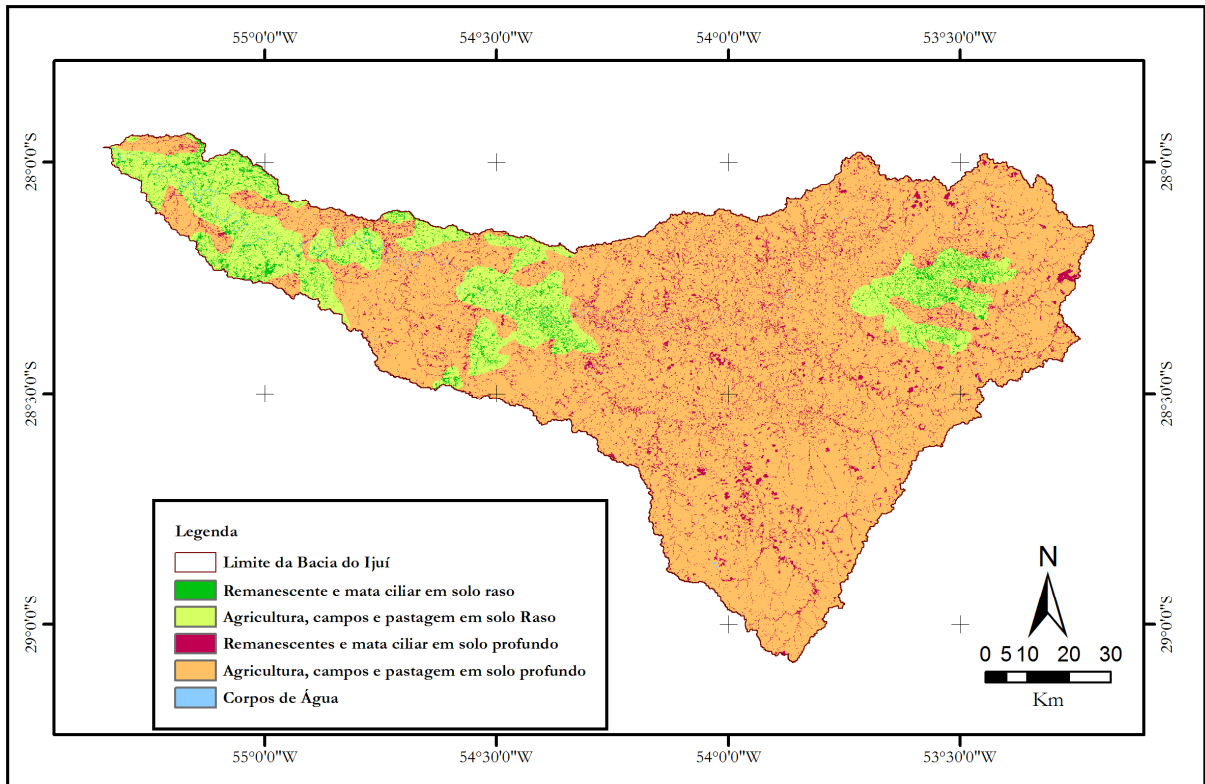 55°0'0"W 54°30'0"W 54°0'0"W 53°30'0"W
28°0'0"S 28°0'0"S
28°30'0"S 28°30'0"S
29°0'0"S 29°0'0"S
Legenda
Limite da Bacia do Ijuí
Remanescente e mata ciliar em solo raso
Agricultura, campos e pastagem em solo Raso
Remanescentes e mata ciliar em solo profundo
Agricultura, campos e pastagem em solo profundo
Corpos de Água
N
0 5 10 20 30
Km
55°0'0"W 54°30'0"W 54°0'0"W 53°30'0"W